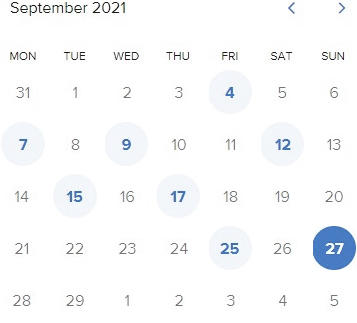 September 2021
MON TUE WED THU FRI SAT SUN
31 1 2 3 4 5 6
7 8 9 10 11 12 13
14 15 16 17 18 19 20
21 22 23 24 25 26 27
28 29 1 2 3 4 5